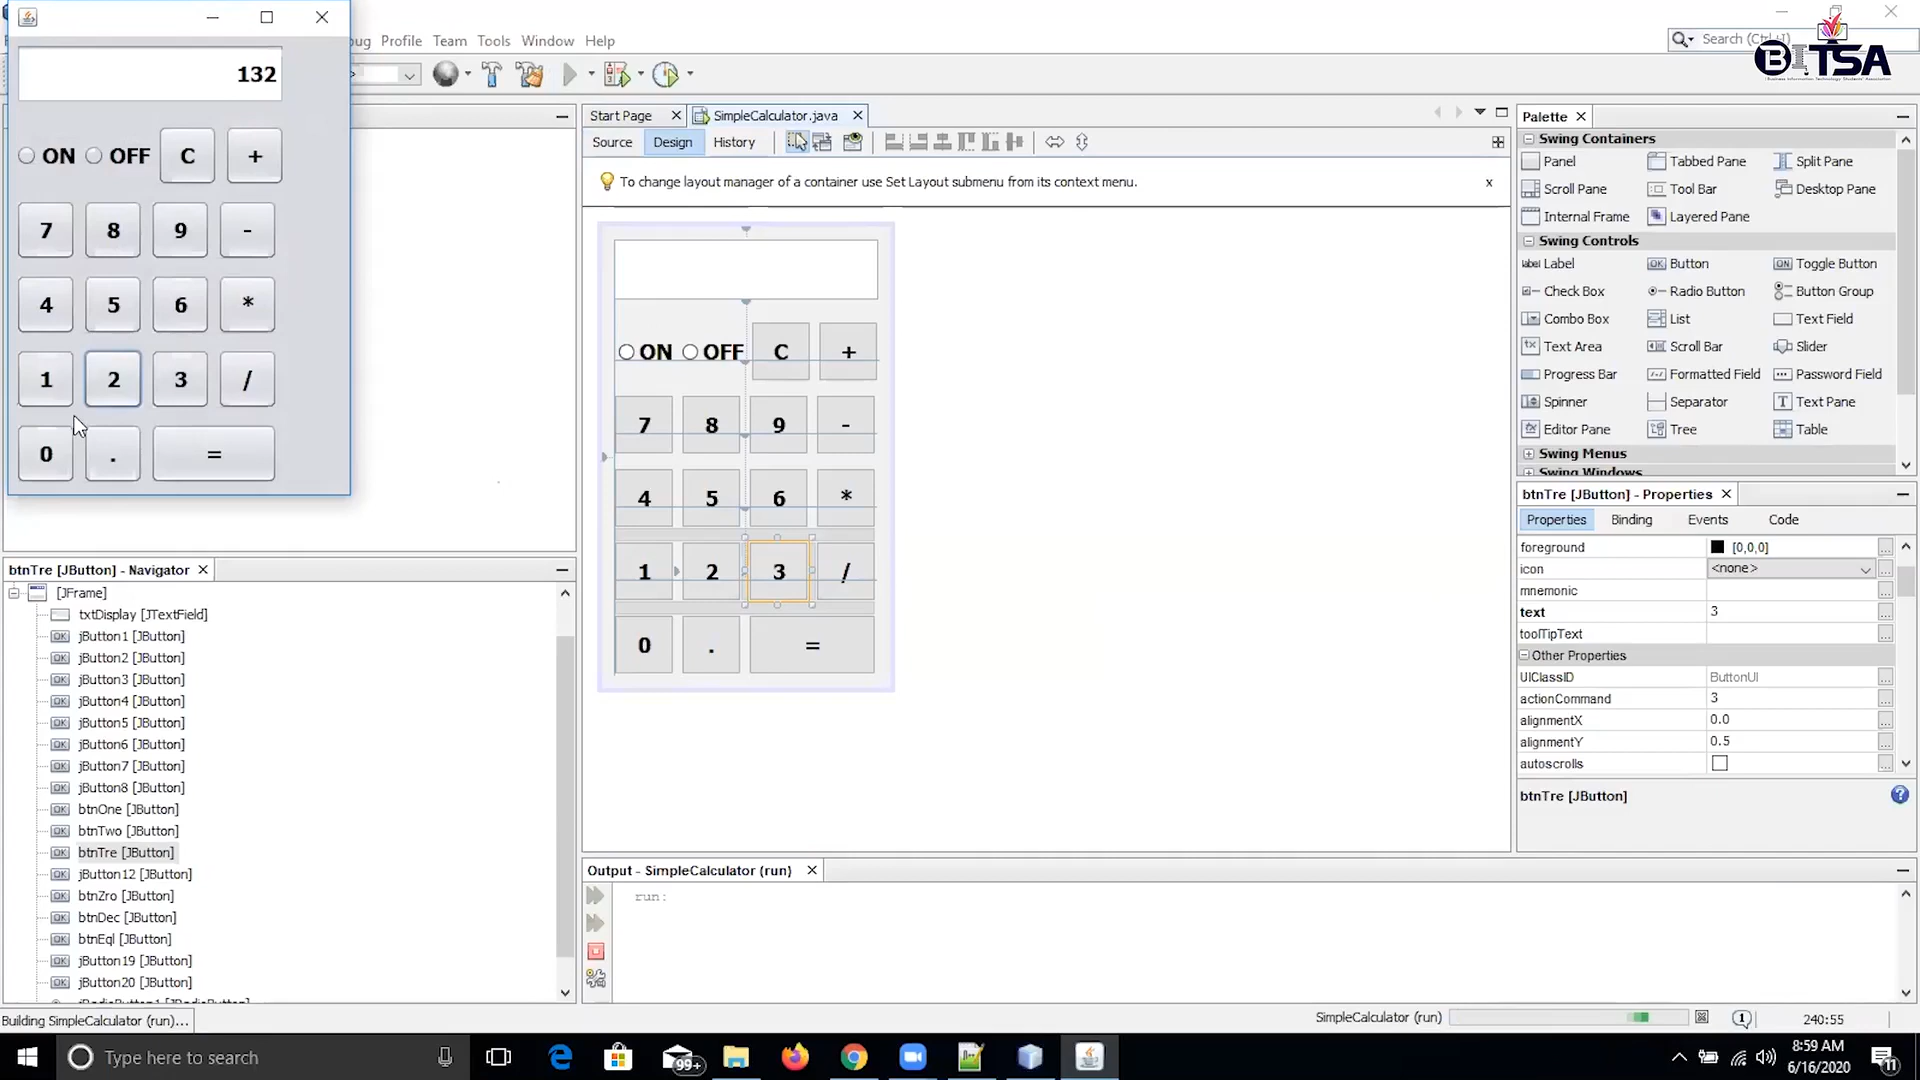 132
ON OFF C +
7 8 9 -
4 5 6 *
1 2 3 /
0 . =
Profile Team Tools Window Help
Search (Ctrl+I)
BITSA
Start Page
SimpleCalculator.java
Source Design History
To change layout manager of a container use Set Layout submenu from its context menu.
x
ON OFF C +
7 8 9 -
4 5 6 *
1 2 3 /
0 . =
Palette
Swing Containers
Panel Tabbed Pane Split Pane
Scroll Pane Tool Bar Desktop Pane
Internal Frame Layered Pane
Swing Controls
Label Button Toggle Button
Check Box Radio Button Button Group
Combo Box List Text Field
Text Area Scroll Bar Slider
Progress Bar Formatted Field Password Field
Spinner Separator Text Pane
Editor Pane Tree Table
Swing Menus
Swing Windows
btnTre [JButton] - Properties
Properties Binding Events Code
foreground [0,0,0]
icon <none>
mnemonic
text 3
toolTipText
Other Properties
UIClassID ButtonUI
actionCommand 3
alignmentX 0.0
alignmentY 0.5
autoscrolls
btnTre [JButton]
btnTre [JButton] - Navigator
[JFrame]
txtDisplay [JTextField]
jButton1 [JButton]
jButton2 [JButton]
jButton3 [JButton]
jButton4 [JButton]
jButton5 [JButton]
jButton6 [JButton]
jButton7 [JButton]
jButton8 [JButton]
btnOne [JButton]
btnTwo [JButton]
btnTre [JButton]
jButton12 [JButton]
btnZro [JButton]
btnDec [JButton]
btnEql [JButton]
jButton19 [JButton]
jButton20 [JButton]
jRadioButton1 [JRadioButton]
Output - SimpleCalculator (run)
run:
Building SimpleCalculator (run)...
SimpleCalculator (run)
1
240:55
Type here to search
99+
8:59 AM
6/16/2020
11